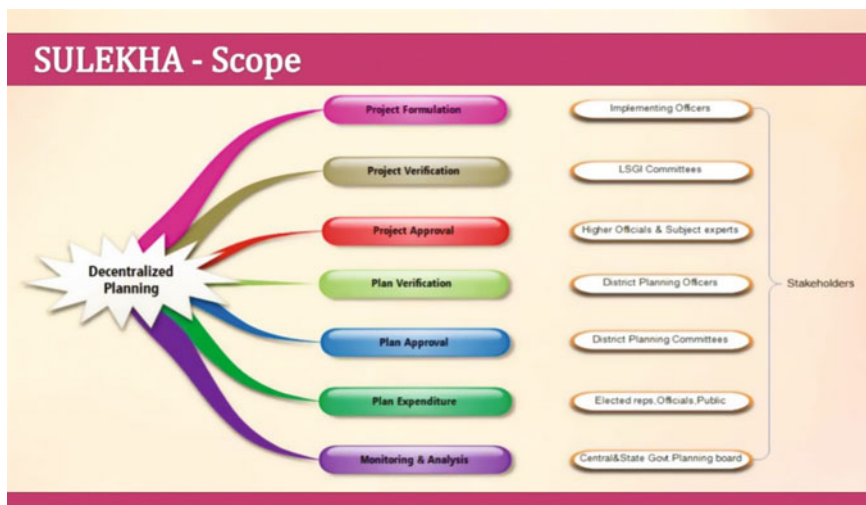 SULEKHA - Scope
Project Formulation
Implementing Officers
Project Verification
LSGI Committees
Project Approval
Higher Officials & Subject experts
Decentralized
Planning
Plan Verification
District Planning Officers
Stakeholders
Plan Approval
District Planning Committees
Plan Expenditure
Elected reps,Officials,Public
Monitoring & Analysis
Central&State Govt Planning board